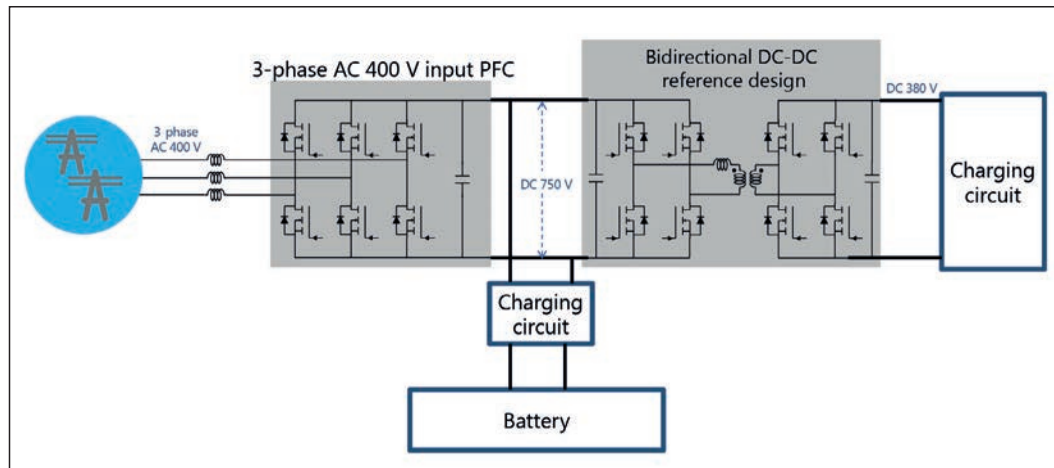 3-phase AC 400 V input PFC
Bidirectional DC-DC
reference design
3 phase
AC 400 V
DC 750 V
DC 380 V
Charging
circuit
Charging
circuit
Battery